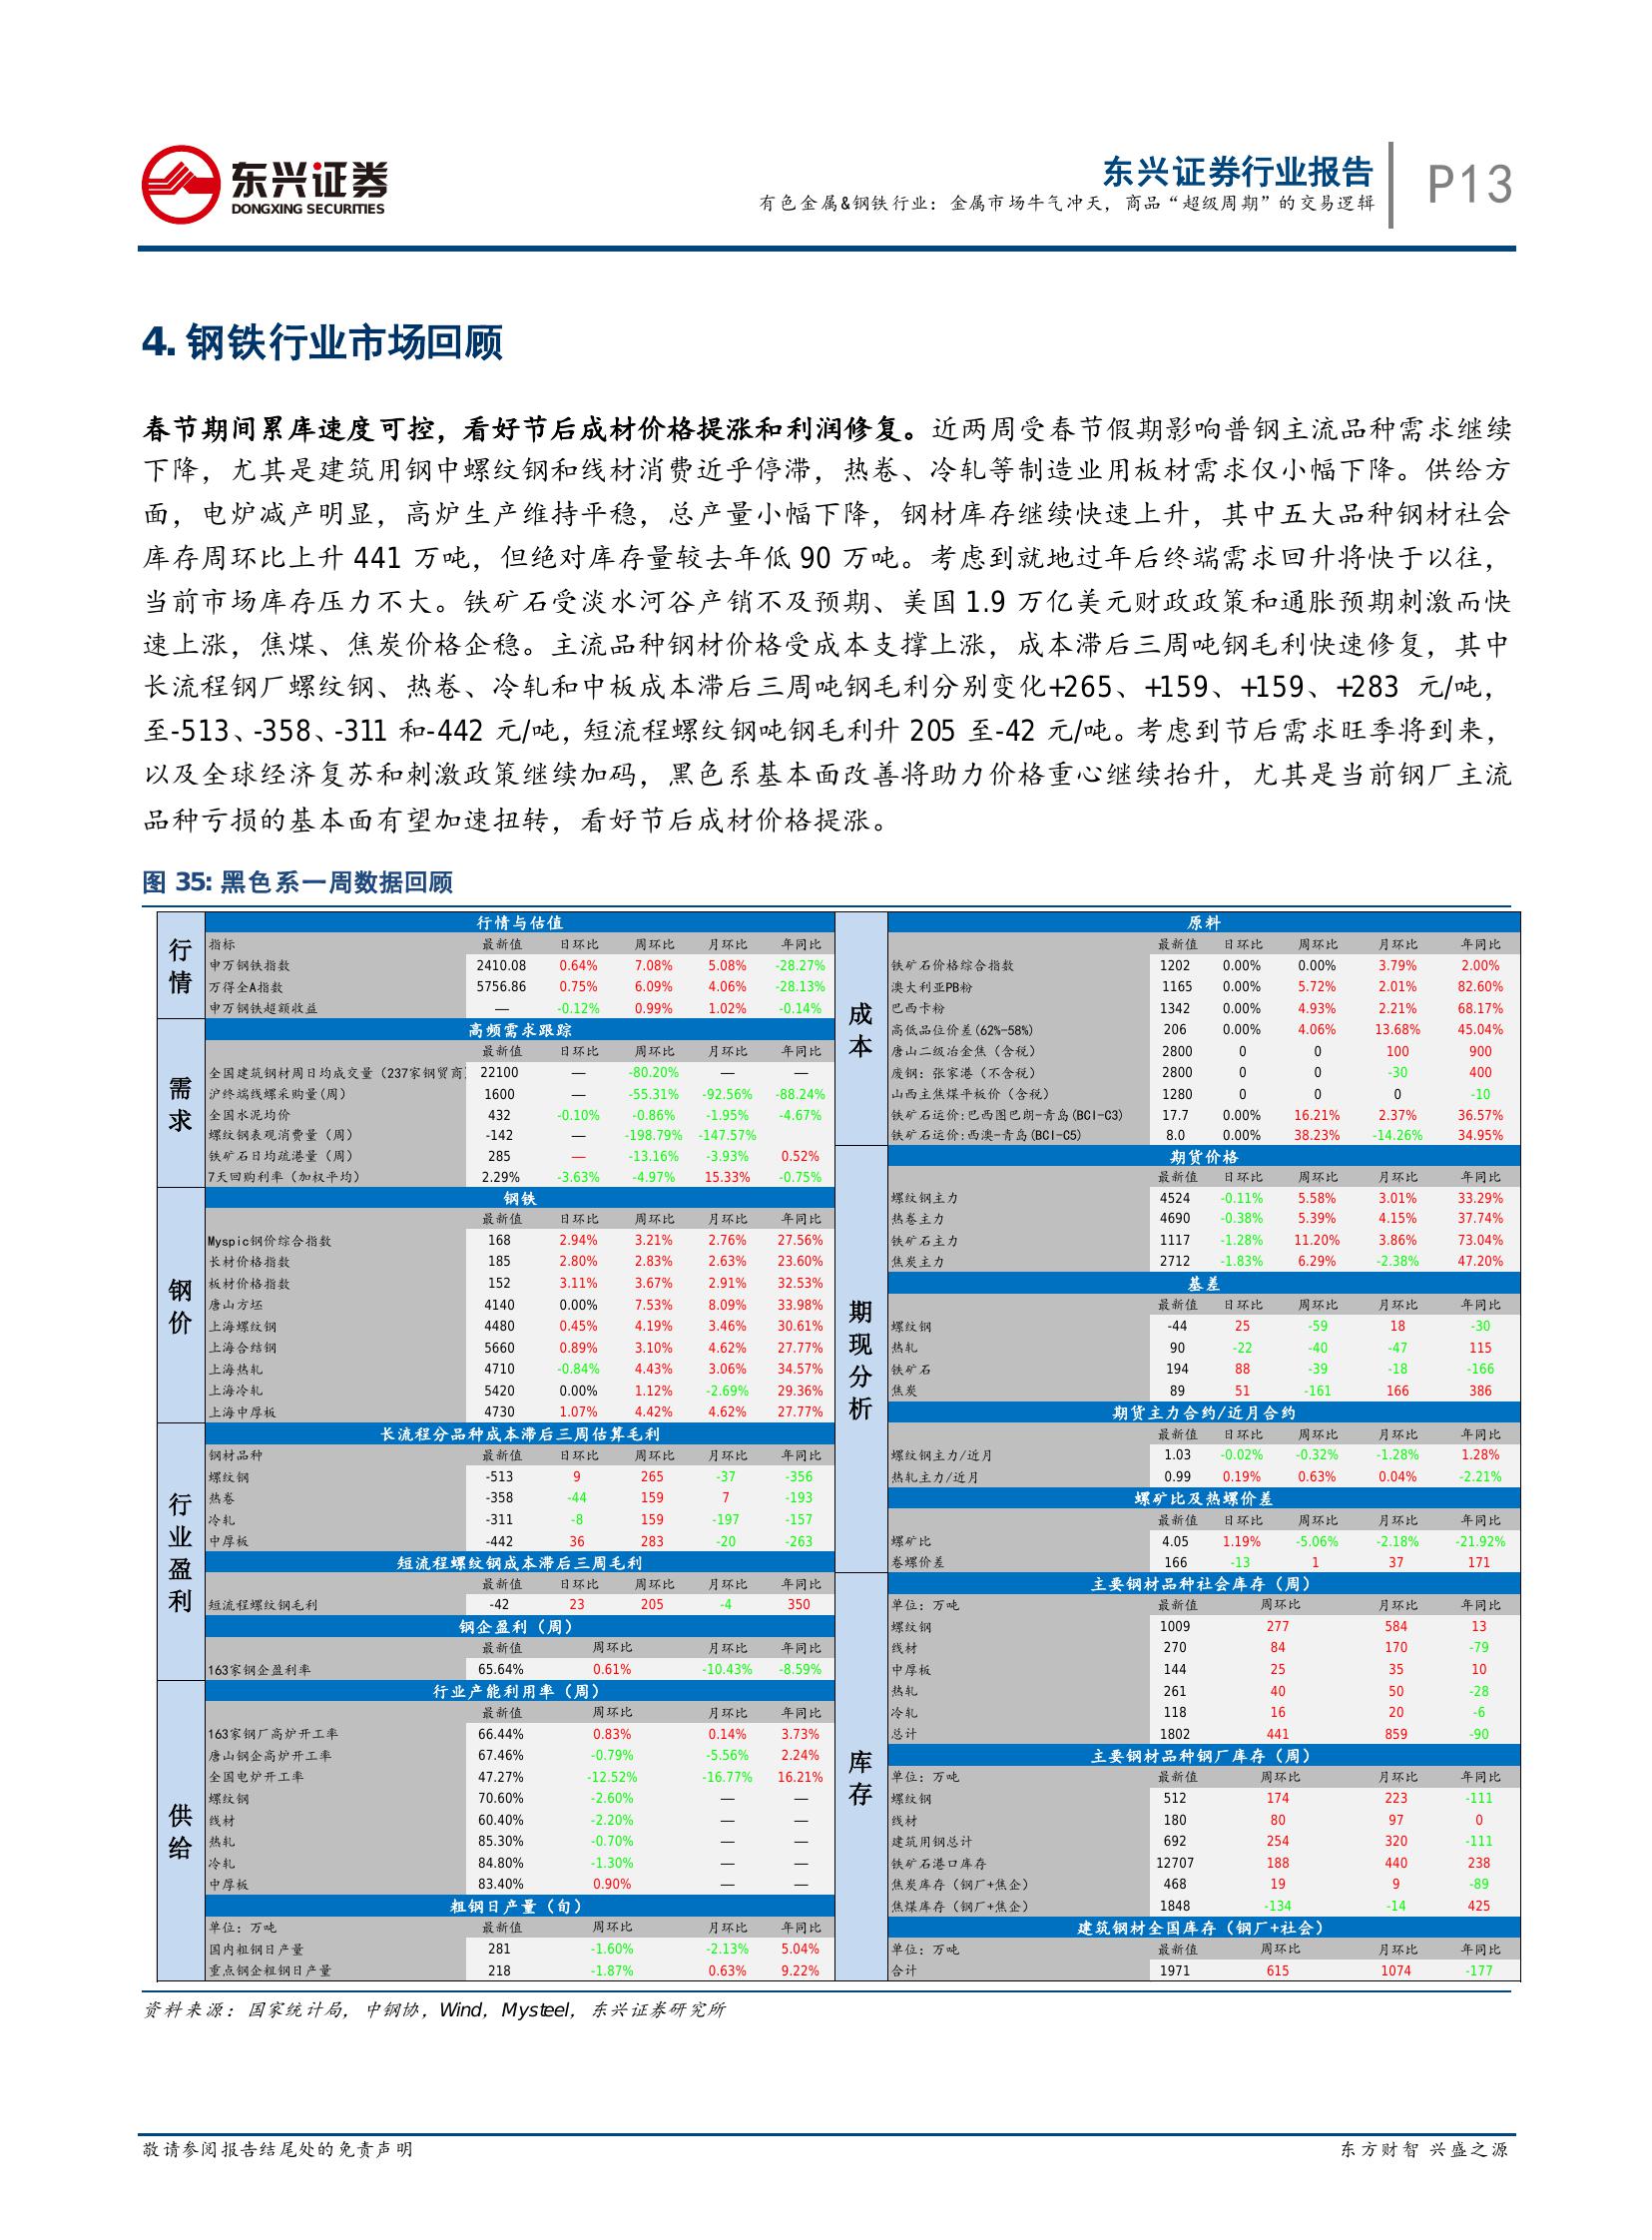 东兴证券
DONGXING SECURITIES
东兴证券行业报告
有色金属&钢铁行业：金属市场牛气冲天，商品“超级周期”的交易逻辑
P13
4. 钢铁行业市场回顾
春节期间累库速度可控，看好节后成材价格提涨和利润修复。近两周受春节假期影响普钢主流品种需求继续
下降，尤其是建筑用钢中螺纹钢和线材消费近乎停滞，热卷、冷轧等制造业用板材需求仅小幅下降。供给方
面，电炉减产明显，高炉生产维持平稳，总产量小幅下降，钢材库存继续快速上升，其中五大品种钢材社会
库存周环比上升 441 万吨，但绝对库存量较去年低 90 万吨。考虑到就地过年后终端需求回升将快于以往，
当前市场库存压力不大。铁矿石受淡水河谷产销不及预期、美国 1.9 万亿美元财政政策和通胀预期刺激而快
速上涨，焦煤、焦炭价格企稳。主流品种钢材价格受成本支撑上涨，成本滞后三周吨钢毛利快速修复，其中
长流程钢厂螺纹钢、热卷、冷轧和中板成本滞后三周吨钢毛利分别变化+265、+159、+159、+283 元/吨，
至-513、-358、-311 和-442 元/吨，短流程螺纹钢吨钢毛利升 205 至-42 元/吨。考虑到节后需求旺季将到来，
以及全球经济复苏和刺激政策继续加码，黑色系基本面改善将助力价格重心继续抬升，尤其是当前钢厂主流
品种亏损的基本面有望加速扭转，看好节后成材价格提涨。
图 35: 黑色系一周数据回顾
行情
行情与估值
指标 最新值 日环比 周环比 月环比 年同比
申万钢铁指数 2410.08 0.64% 7.08% 5.08% -28.27%
万得全A指数 5756.86 0.75% 6.09% 4.06% -28.13%
申万钢铁超额收益 — -0.12% 0.99% 1.02% -0.14%
需求
高频需求跟踪
最新值 日环比 周环比 月环比 年同比
全国建筑钢材周日均成交量（237家钢贸商 22100 — -80.20% — —
沪终端线螺采购量(周) 1600 — -55.31% -92.56% -88.24%
全国水泥均价 432 -0.10% -0.86% -1.95% -4.67%
螺纹钢表观消费量（周） -142 — -198.79% -147.57%
铁矿石日均疏港量（周） 285 — -13.16% -3.93% 0.52%
7天回购利率（加权平均） 2.29% -3.63% -4.97% 15.33% -0.75%
钢价
钢铁
最新值 日环比 周环比 月环比 年同比
Myspic钢价综合指数 168 2.94% 3.21% 2.76% 27.56%
长材价格指数 185 2.80% 2.83% 2.63% 23.60%
板材价格指数 152 3.11% 3.67% 2.91% 32.53%
唐山方坯 4140 0.00% 7.53% 8.09% 33.98%
上海螺纹钢 4480 0.45% 4.19% 3.46% 30.61%
上海合结钢 5660 0.89% 3.10% 4.62% 27.77%
上海热轧 4710 -0.84% 4.43% 3.06% 34.57%
上海冷轧 5420 0.00% 1.12% -2.69% 29.36%
上海中厚板 4730 1.07% 4.42% 4.62% 27.77%
行业盈利
长流程分品种成本滞后三周估算毛利
钢材品种 最新值 日环比 周环比 月环比 年同比
螺纹钢 -513 9 265 -37 -356
热卷 -358 -44 159 7 -193
冷轧 -311 -8 159 -197 -157
中厚板 -442 36 283 -20 -263
短流程螺纹钢成本滞后三周毛利
最新值 日环比 周环比 月环比 年同比
短流程螺纹钢毛利 -42 23 205 -4 350
钢企盈利（周）
最新值 周环比 月环比 年同比
163家钢企盈利率 65.64% 0.61% -10.43% -8.59%
供给
行业产能利用率（周）
最新值 周环比 月环比 年同比
163家钢厂高炉开工率 66.44% 0.83% 0.14% 3.73%
唐山钢企高炉开工率 67.46% -0.79% -5.56% 2.24%
全国电炉开工率 47.27% -12.52% -16.77% 16.21%
螺纹钢 70.60% -2.60% — —
线材 60.40% -2.20% — —
热轧 85.30% -0.70% — —
冷轧 84.80% -1.30% — —
中厚板 83.40% 0.90% — —
粗钢日产量（旬）
单位：万吨 最新值 周环比 月环比 年同比
国内粗钢日产量 281 -1.60% -2.13% 5.04%
重点钢企粗钢日产量 218 -1.87% 0.63% 9.22%
成本
原料
最新值 日环比 周环比 月环比 年同比
铁矿石价格综合指数 1202 0.00% 0.00% 3.79% 2.00%
澳大利亚PB粉 1165 0.00% 5.72% 2.01% 82.60%
巴西卡粉 1342 0.00% 4.93% 2.21% 68.17%
高低品位价差(62%-58%) 206 0.00% 4.06% 13.68% 45.04%
唐山二级冶金焦（含税） 2800 0 0 100 900
废钢：张家港（不含税） 2800 0 0 -30 400
山西主焦煤平板价（含税） 1280 0 0 0 -10
铁矿石运价:巴西图巴朗-青岛(BCI-C3) 17.7 0.00% 16.21% 2.37% 36.57%
铁矿石运价:西澳-青岛(BCI-C5) 8.0 0.00% 38.23% -14.26% 34.95%
期现分析
期货价格
最新值 日环比 周环比 月环比 年同比
螺纹钢主力 4524 -0.11% 5.58% 3.01% 33.29%
热卷主力 4690 -0.38% 5.39% 4.15% 37.74%
铁矿石主力 1117 -1.28% 11.20% 3.86% 73.04%
焦炭主力 2712 -1.83% 6.29% -2.38% 47.20%
基差
最新值 日环比 周环比 月环比 年同比
螺纹钢 -44 25 -59 18 -30
热轧 90 -22 -40 -47 115
铁矿石 194 88 -39 -18 -166
焦炭 89 51 -161 166 386
期货主力合约/近月合约
最新值 日环比 周环比 月环比 年同比
螺纹钢主力/近月 1.03 -0.02% -0.32% -1.28% 1.28%
热轧主力/近月 0.99 0.19% 0.63% 0.04% -2.21%
螺矿比及热螺价差
最新值 日环比 周环比 月环比 年同比
螺矿比 4.05 1.19% -5.06% -2.18% -21.92%
卷螺价差 166 -13 1 37 171
库存
主要钢材品种社会库存（周）
单位：万吨 最新值 周环比 月环比 年同比
螺纹钢 1009 277 584 13
线材 270 84 170 -79
中厚板 144 25 35 10
热轧 261 40 50 -28
冷轧 118 16 20 -6
总计 1802 441 859 -90
主要钢材品种钢厂库存（周）
单位：万吨 最新值 周环比 月环比 年同比
螺纹钢 512 174 223 -111
线材 180 80 97 0
建筑用钢总计 692 254 320 -111
铁矿石港口库存 12707 188 440 238
焦炭库存（钢厂+焦企） 468 19 9 -89
焦煤库存（钢厂+焦企） 1848 -134 -14 425
建筑钢材全国库存（钢厂+社会）
单位：万吨 最新值 周环比 月环比 年同比
合计 1971 615 1074 -177
资料来源：国家统计局，中钢协，Wind，Mysteel，东兴证券研究所
敬请参阅报告结尾处的免责声明
东方财智 兴盛之源